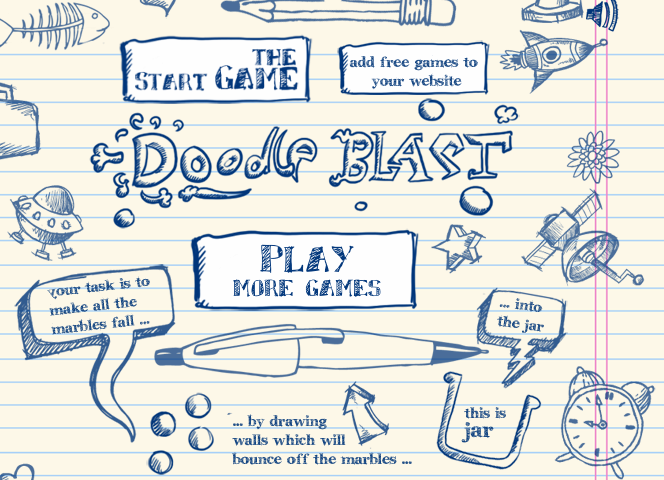 THE
START GAME
add free games to
your website
Doodle BLAST
PLAY
MORE GAMES
your task is to
make all the
marbles fall ...
... into
the jar
... by drawing
walls which will
bounce off the marbles ...
this is
jar